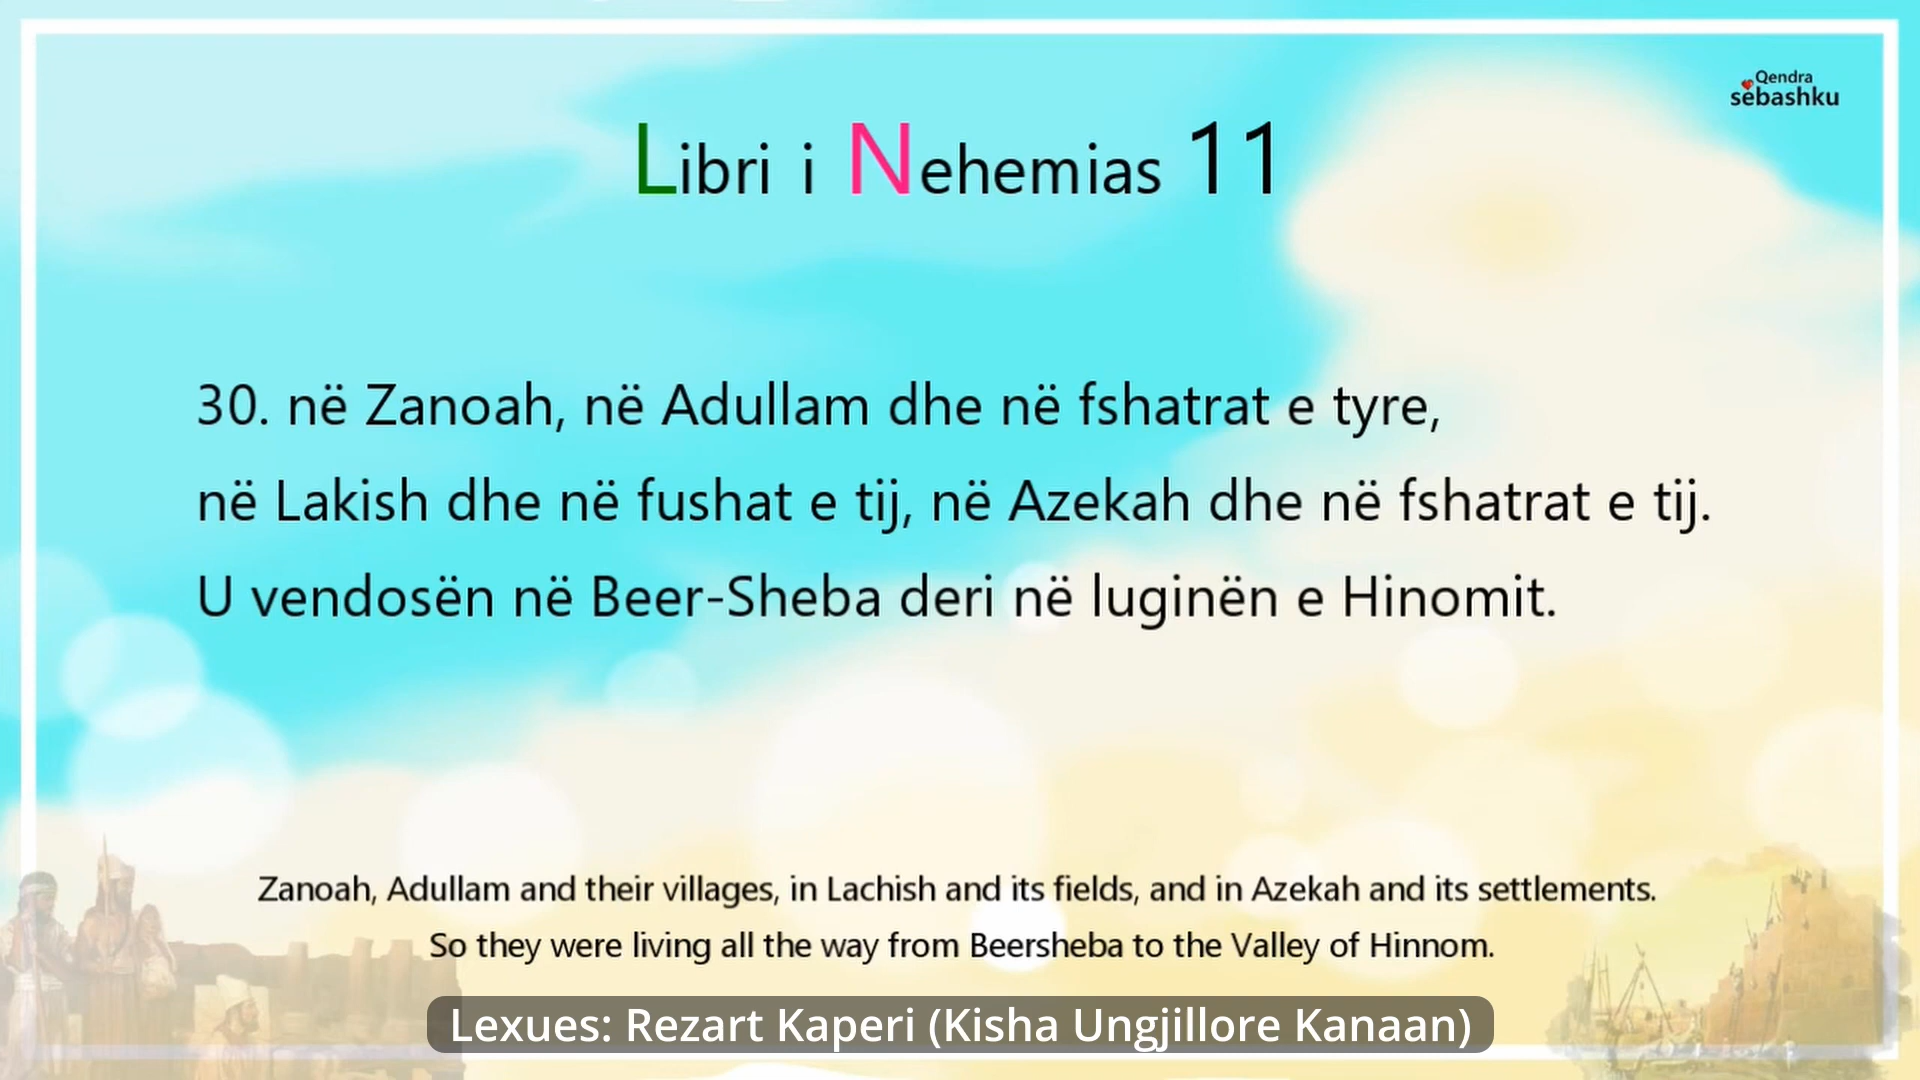 Qendra
sëbashku
Libri i Nehemias 11
30. në Zanoah, në Adullam dhe në fshatrat e tyre,
në Lakish dhe në fushat e tij, në Azekah dhe në fshatrat e tij.
U vendosën në Beer-Sheba deri në luginën e Hinomit.
Zanoah, Adullam and their villages, in Lachish and its fields, and in Azekah and its settlements.
So they were living all the way from Beersheba to the Valley of Hinnom.
Lexues: Rezart Kaperi (Kisha Ungjillore Kanaan)